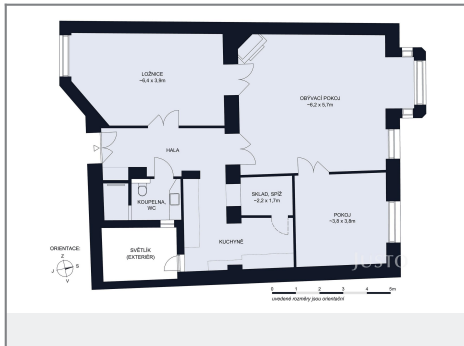 LOŽNICE
~6,4 x 3,9m
OBÝVACÍ POKOJ
~6,2 x 5,7m
HALA
SKLAD, SPÍŽ
~2,2 x 1,7m
KOUPELNA,
WC
POKOJ
~3,8 x 3,8m
KUCHYNĚ
SVĚTLÍK
(EXTERIÉR)
ORIENTACE:
Z
J
S
V
0 1 2 3 4 5m
uvedené rozměry jsou orientační